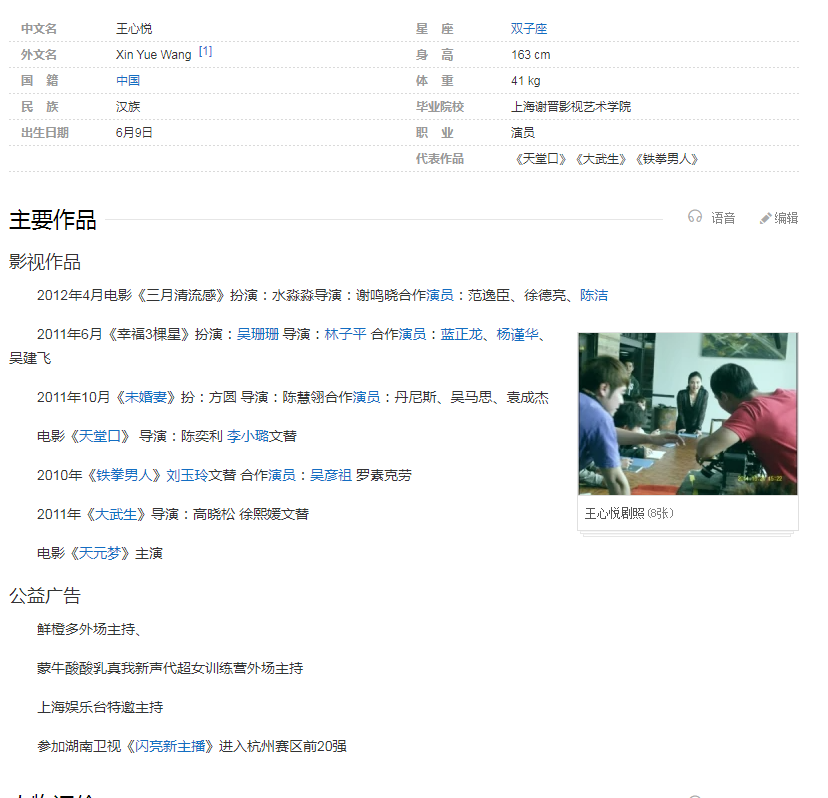 中文名 王心悦 星 座 双子座
外文名 Xin Yue Wang [1] 身 高 163 cm
国 籍 中国 体 重 41 kg
民 族 汉族 毕业院校 上海谢晋影视艺术学院
出生日期 6月9日 职 业 演员
代表作品 《天堂口》《大武生》《铁拳男人》
主要作品 语音 编辑
影视作品
2012年4月电影《三月清流感》扮演：水淼淼导演：谢鸣晓合作演员：范逸臣、徐德亮、陈洁
2011年6月《幸福3棵星》扮演：吴珊珊 导演：林子平 合作演员：蓝正龙、杨谨华、
吴建飞
2011年10月《未婚妻》扮：方圆 导演：陈慧翎合作演员：丹尼斯、吴马思、袁成杰
电影《天堂口》 导演：陈奕利 李小璐文替
2010年《铁拳男人》刘玉玲文替 合作演员：吴彦祖 罗素克劳
2011年《大武生》导演：高晓松 徐熙媛文替
王心悦剧照(8张)
电影《天元梦》主演
公益广告
鲜橙多外场主持、
蒙牛酸酸乳真我新声代超女训练营外场主持
上海娱乐台特邀主持
参加湖南卫视《闪亮新主播》进入杭州赛区前20强